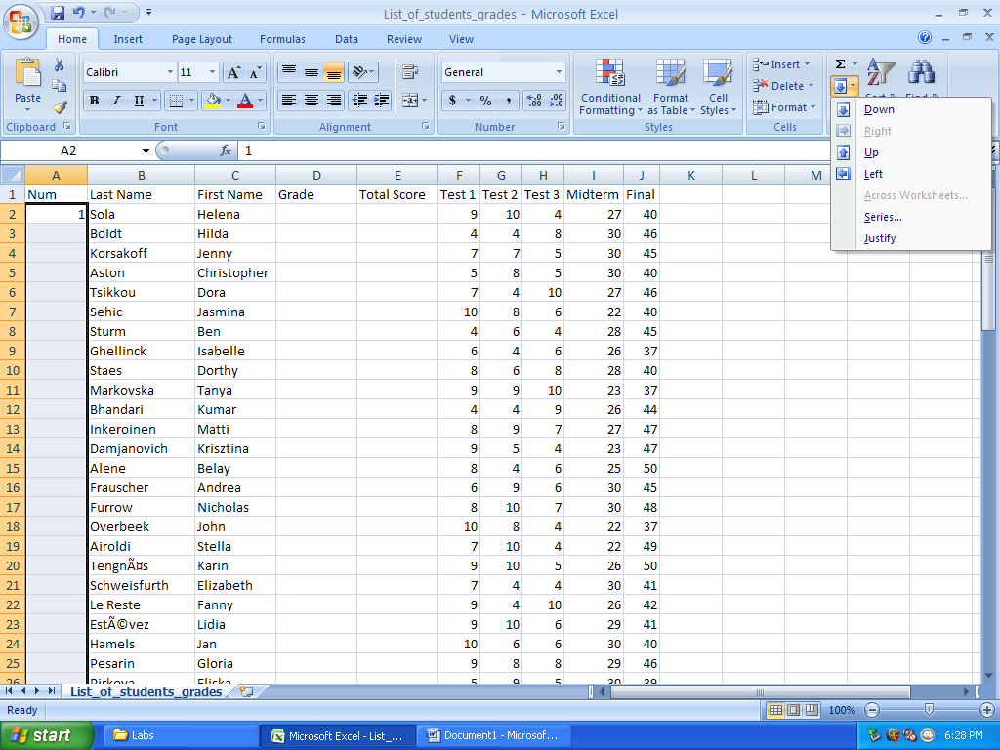 List_of_students_grades - Microsoft Excel
Home Insert Page Layout Formulas Data Review View
Paste
Calibri 11
General
Conditional Formatting
Format as Table
Cell Styles
Insert
Delete
Format
Clipboard Font Alignment Number Styles Cells
Down
Right
Up
Left
Across Worksheets...
Series...
Justify
A2 fx 1
A B C D E F G H I J K L M
1 Num Last Name First Name Grade Total Score Test 1 Test 2 Test 3 Midterm Final
2 1 Sola Helena 9 10 4 27 40
3 Boldt Hilda 4 4 8 30 46
4 Korsakoff Jenny 7 7 5 30 45
5 Aston Christopher 5 8 5 30 40
6 Tsikkou Dora 7 4 10 27 46
7 Sehic Jasmina 10 8 6 22 40
8 Sturm Ben 4 6 4 28 45
9 Ghellinck Isabelle 6 4 6 26 37
10 Staes Dorthy 8 6 8 28 40
11 Markovska Tanya 9 9 10 23 37
12 Bhandari Kumar 4 4 9 26 44
13 Inkeroinen Matti 8 9 7 27 47
14 Damjanovich Krisztina 9 5 4 23 47
15 Alene Belay 8 4 6 25 50
16 Frauscher Andrea 6 9 6 30 45
17 Furrow Nicholas 8 10 7 30 48
18 Overbeek John 10 8 4 22 37
19 Airoldi Stella 7 10 4 22 49
20 TengnÃ¤s Karin 9 10 5 26 50
21 Schweisfurth Elizabeth 7 4 4 30 41
22 Le Reste Fanny 9 4 10 26 42
23 EstÃ©vez Lidia 9 10 6 29 41
24 Hamels Jan 10 6 6 30 40
25 Pesarin Gloria 9 8 8 29 46
List_of_students_grades
Ready 100%
start Labs Microsoft Excel - List_... Document1 - Microsof... 6:28 PM